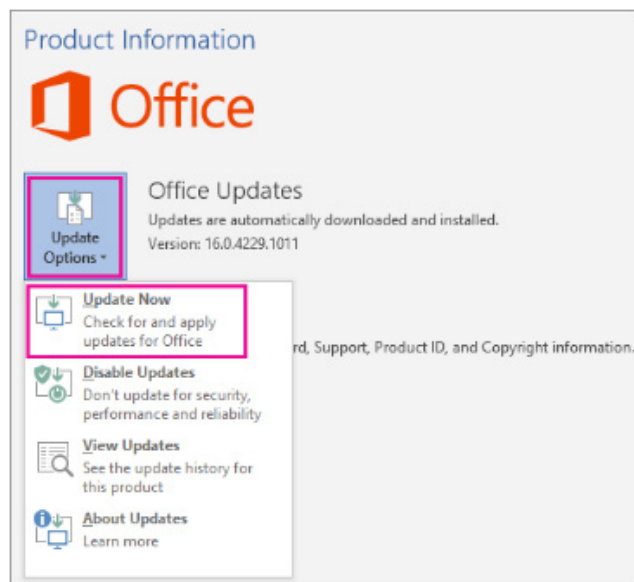 Product Information
Office
Office Updates
Updates are automatically downloaded and installed.
Version: 16.0.4229.1011
Update
Options
Update Now
Check for and apply
updates for Office
rd, Support, Product ID, and Copyright information.
Disable Updates
Don't update for security,
performance and reliability
View Updates
See the update history for
this product
About Updates
Learn more